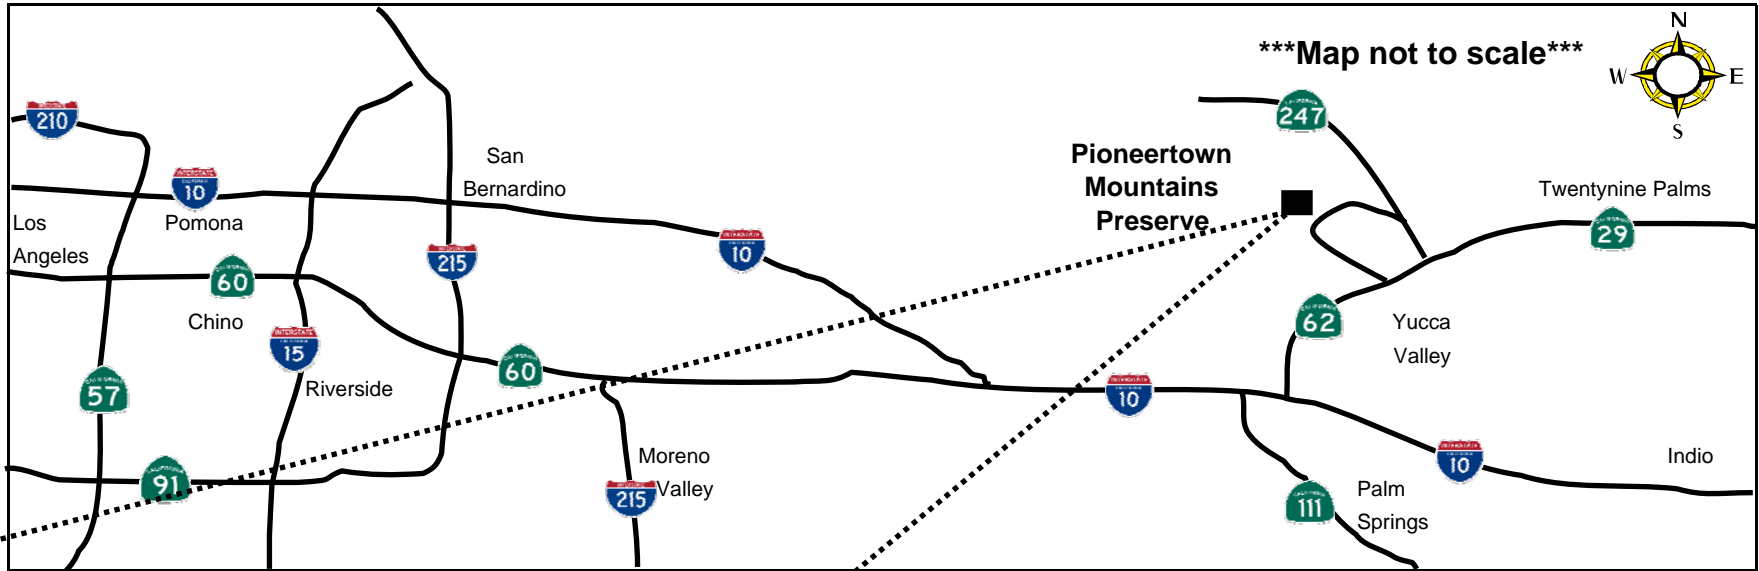 N
***Map not to scale***
W
E
S
247
210
Pioneertown
Mountains
Preserve
San
Bernardino
10
Twentynine Palms
Los
Angeles
Pomona
29
10
215
60
Chino
62
Yucca
Valley
15
60
Riverside
57
10
Moreno
Valley
Indio
10
91
215
111
Palm
Springs